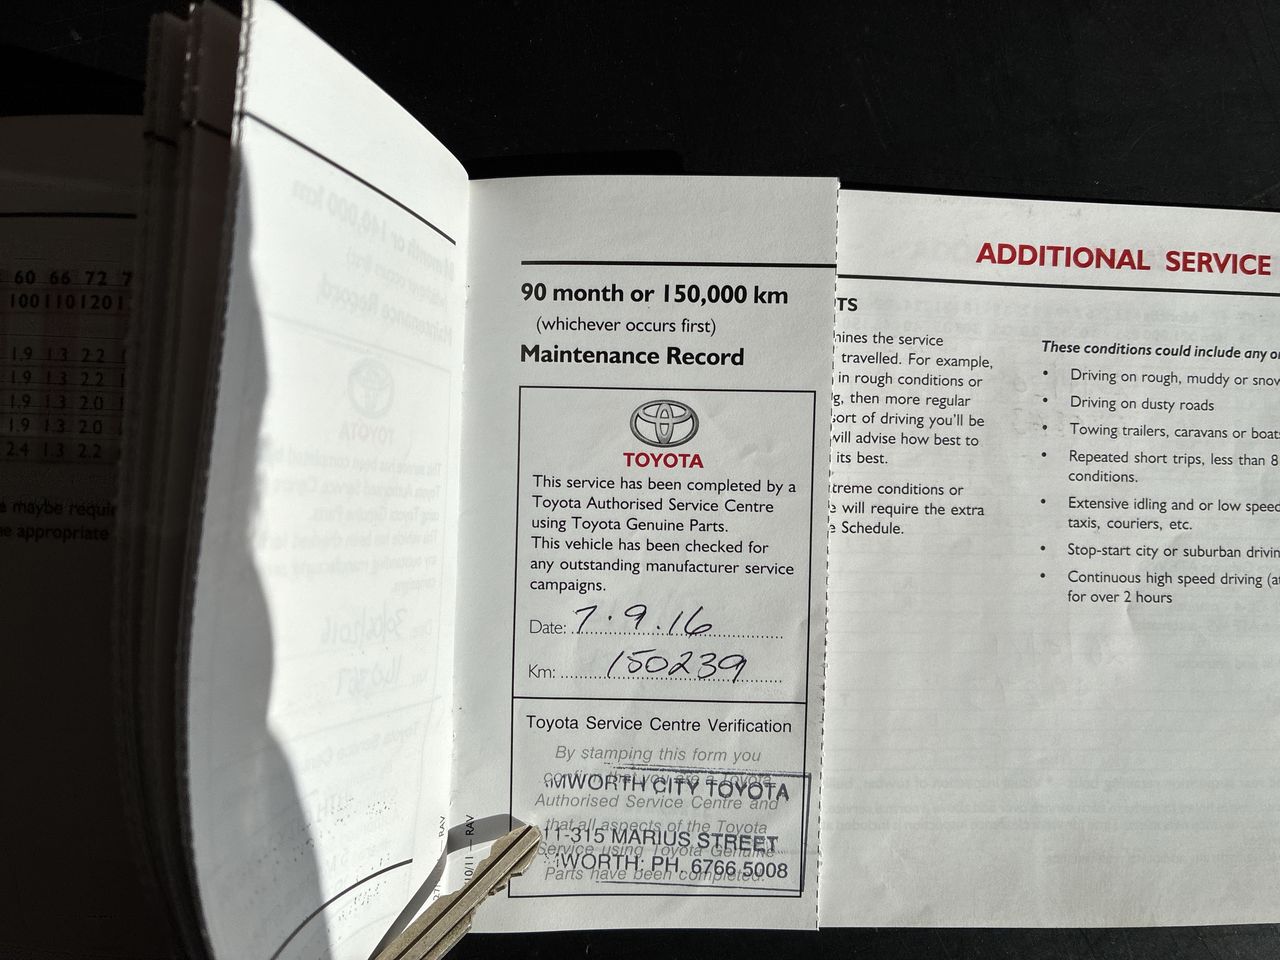 60 66 72
100 110 120
1.9 1.3 2.2
1.9 1.3 2.2
1.9 1.3 2.0
1.9 1.3 2.0
2.4 1.3 2.2
maybe
appropriate
90 month or 150,000 km
(whichever occurs first)
Maintenance Record
TOYOTA
This service has been completed by a
Toyota Authorised Service Centre
using Toyota Genuine Parts.
This vehicle has been checked for
any outstanding manufacturer service
campaigns.
Date: 7.9.16
Km: 150239
Toyota Service Centre Verification
By stamping this form you
confirm that you are a Toyota
Authorised Service Centre and
that all aspects of the Toyota
Service using Toyota Genuine
Parts have been completed.
MWORTH CITY TOYOTA
11-315 MARIUS STREET
WORTH: PH. 6766 5008
10/11 — RAV
RAV
ADDITIONAL SERVICE
TS
the service
travelled. For example,
in rough conditions or
then more regular
of driving you'll be
will advise how best to
its best.
conditions or
will require the extra
Schedule.
These conditions could include any
• Driving on rough, muddy or
• Driving on dusty roads
• Towing trailers, caravans or
• Repeated short trips, less than 8
conditions.
• Extensive idling and or low
taxis, couriers, etc.
• Stop-start city or suburban
• Continuous high speed driving
for over 2 hours